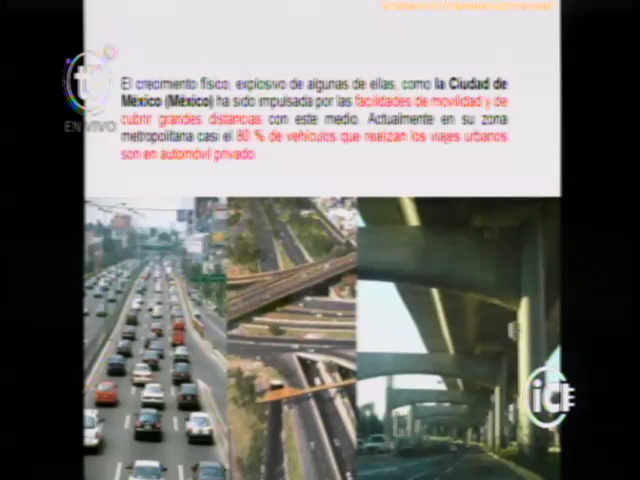 El crecimiento físico, explosivo de algunas de ellas, como la Ciudad de
México (México) ha sido impulsada por las facilidades de movilidad y de
cubrir grandes distancias con este medio. Actualmente en su zona
metropolitana casi el 80 % de vehículos que realizan los viajes urbanos
son en automóvil privado
t
EN VIVO
ICE